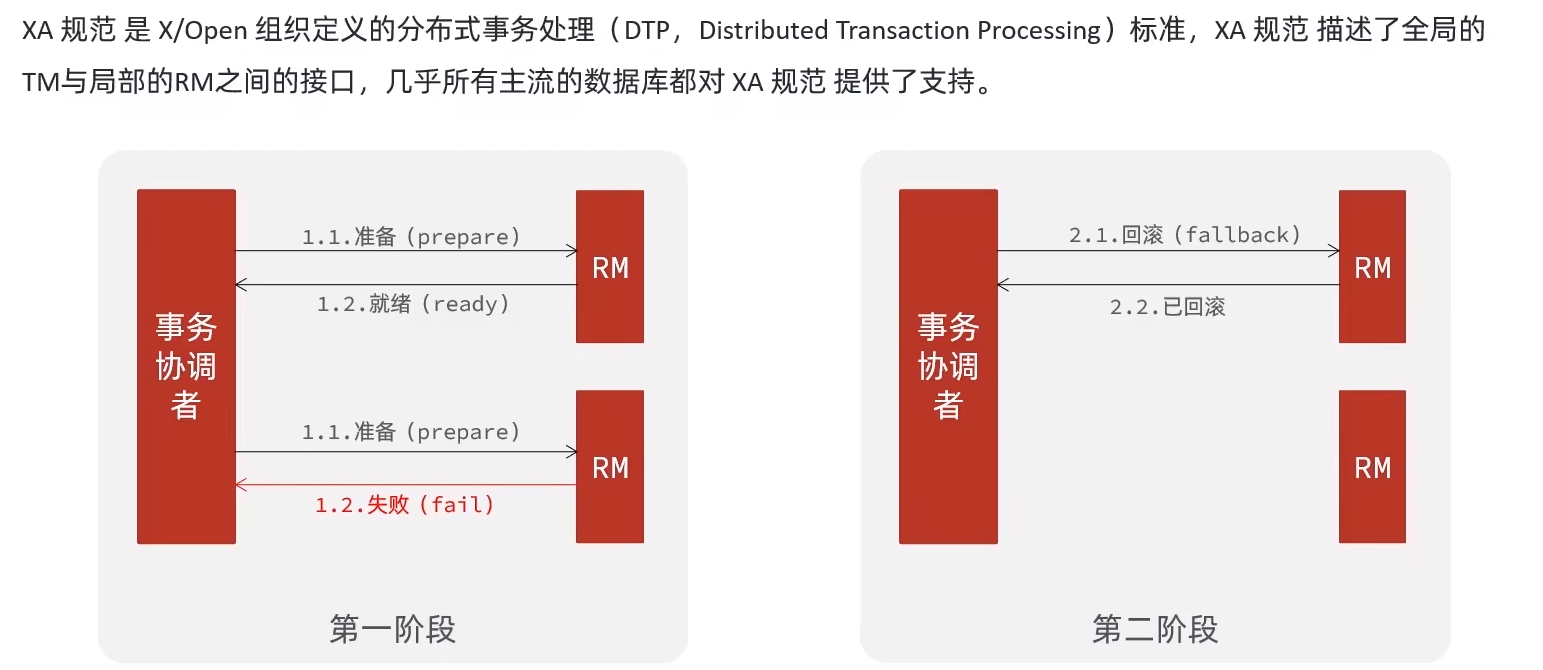 XA 规范 是 X/Open 组织定义的分布式事务处理（DTP，Distributed Transaction Processing）标准，XA 规范 描述了全局的
TM与局部的RM之间的接口，几乎所有主流的数据库都对 XA 规范 提供了支持。
1.1.准备（prepare）
RM
1.2.就绪（ready）
事务
协调
者
1.1.准备（prepare）
RM
1.2.失败（fail）
第一阶段
2.1.回滚（fallback）
RM
2.2.已回滚
事务
协调
者
RM
第二阶段